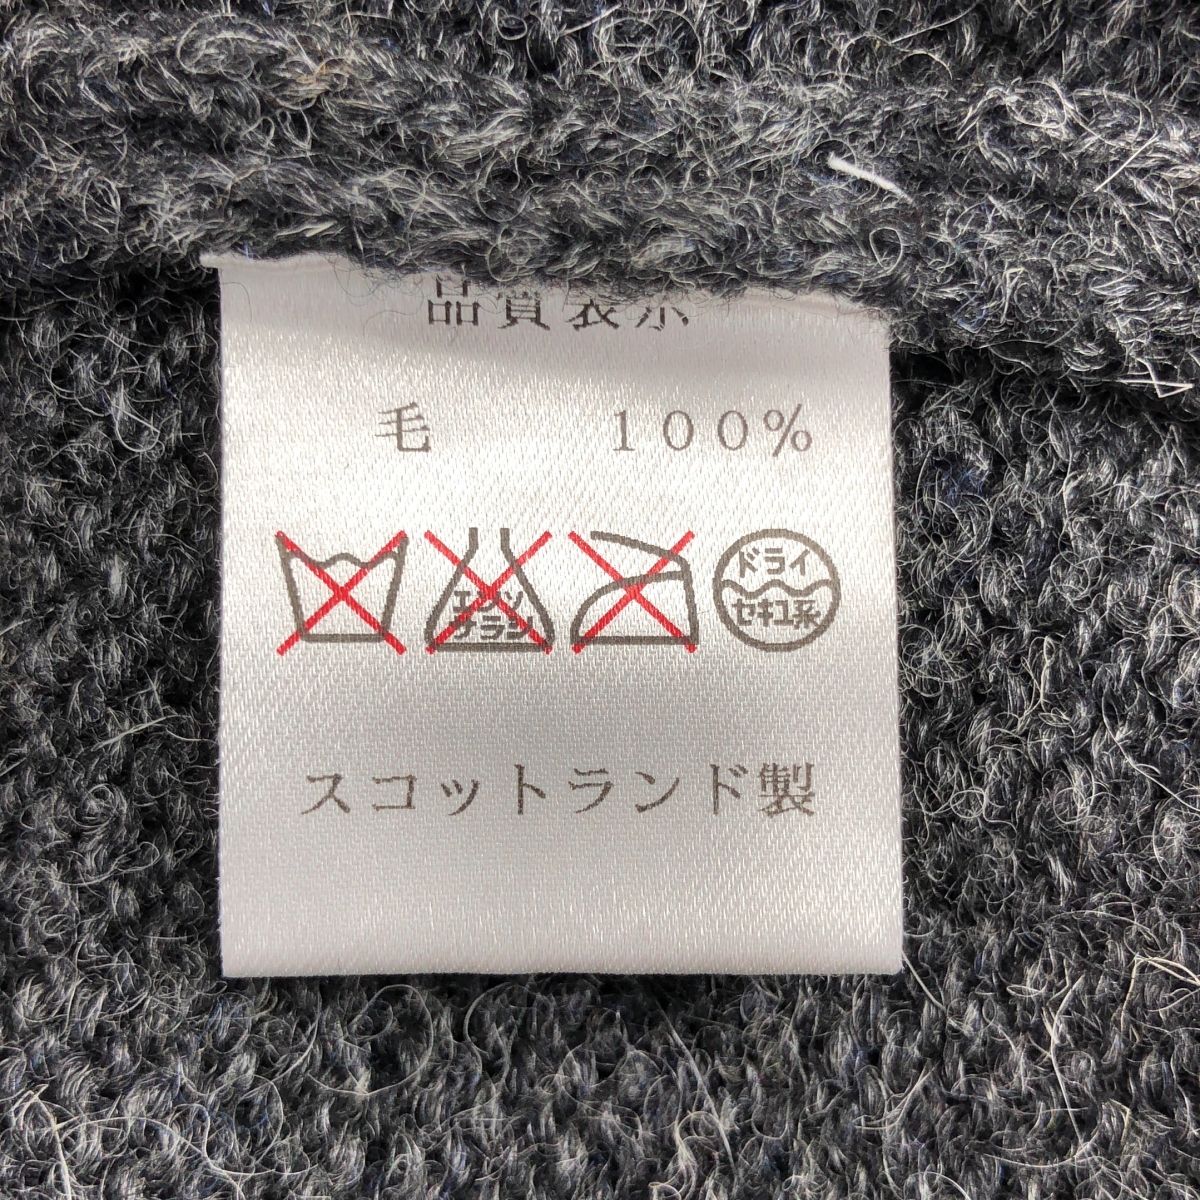 品質表示
毛 100%
エンソ
サラシ
ドライ
セキユ系
スコットランド製